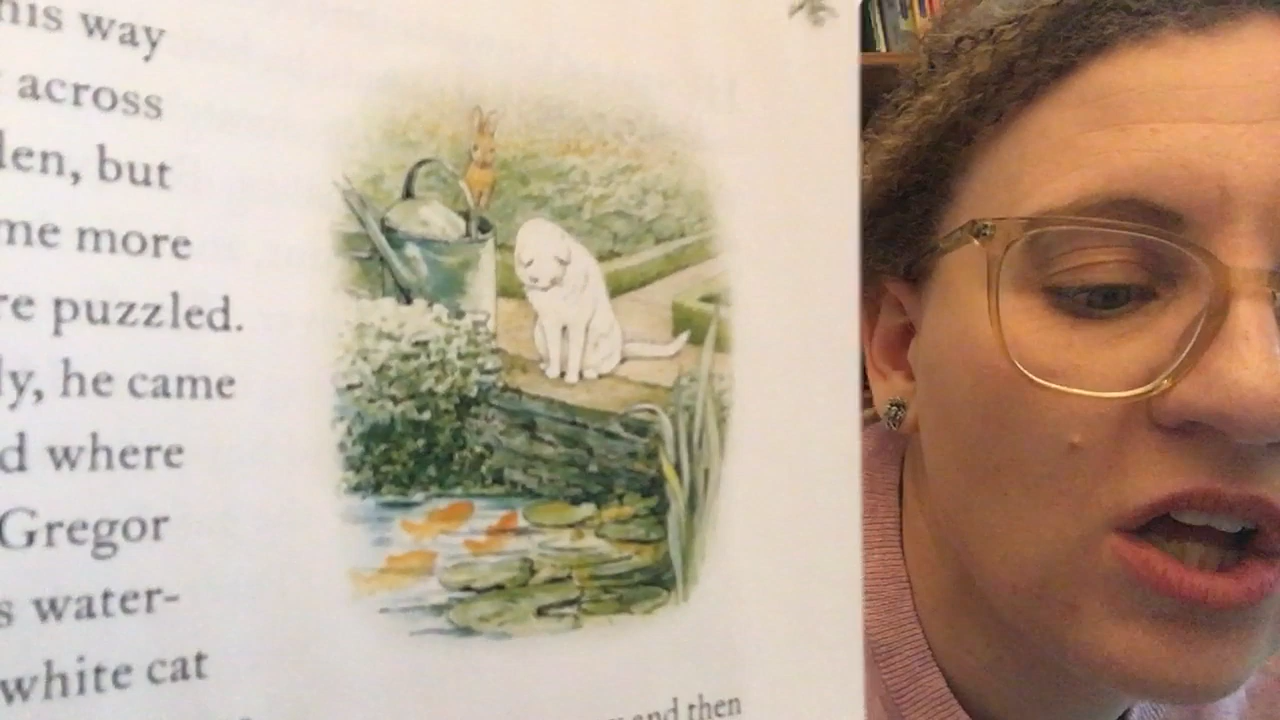 his way
across
len, but
me more
re puzzled.
ly, he came
d where
Gregor
s water-
white cat
and then